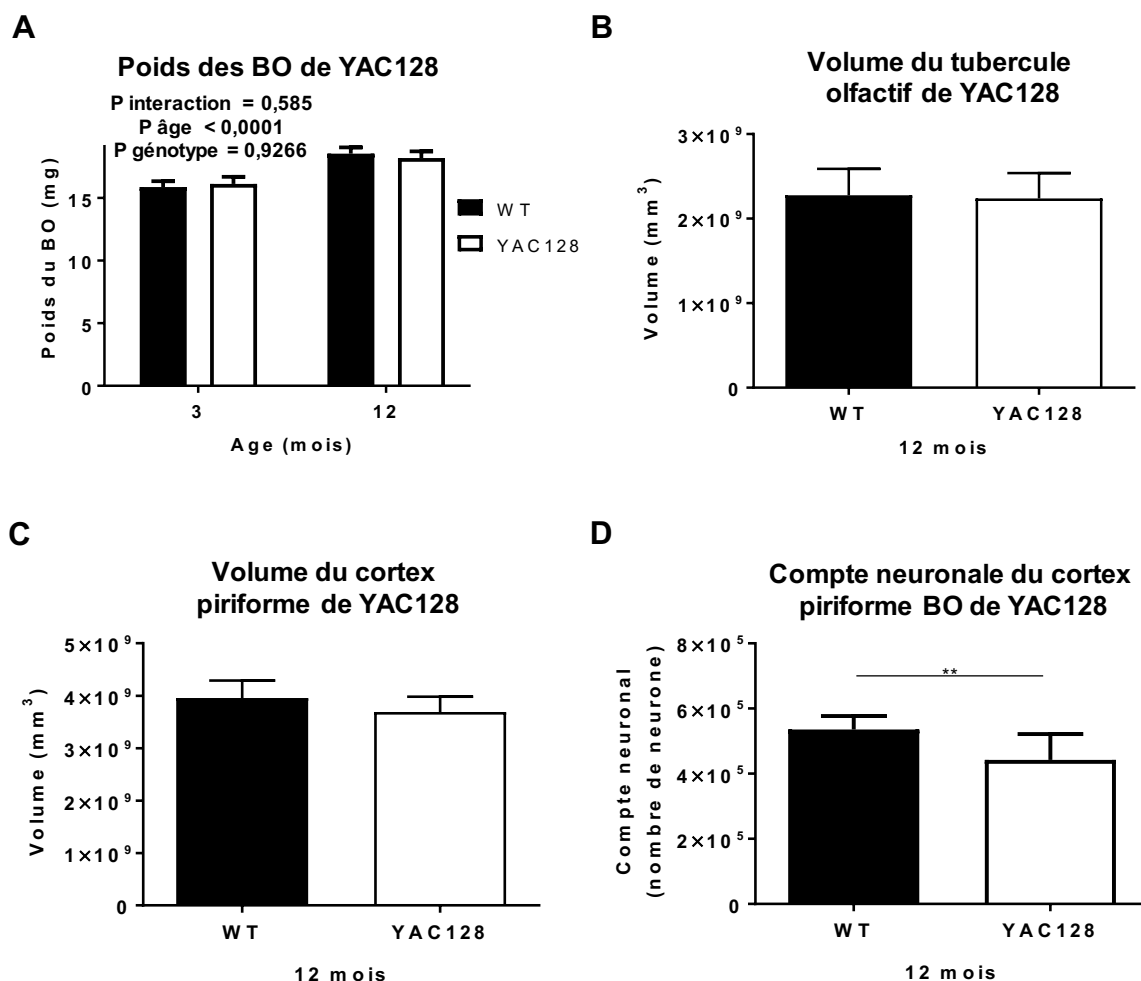 A
Poids des BO de YAC128
P interaction = 0,585
P âge < 0,0001
P génotype = 0,9266
Poids du BO (mg)
15
10
5
0
3
12
Age (mois)
WT
YAC128
B
Volume du tubercule
olfactif de YAC128
Volume (mm³)
3×10⁹
2×10⁹
1×10⁹
0
WT
YAC128
12 mois
C
Volume du cortex
piriforme de YAC128
Volume (mm³)
5×10⁹
4×10⁹
3×10⁹
2×10⁹
1×10⁹
0
WT
YAC128
12 mois
D
Compte neuronale du cortex
piriforme BO de YAC128
Compte neuronal
(nombre de neurone)
8×10⁵
6×10⁵
4×10⁵
2×10⁵
0
**
WT
YAC128
12 mois